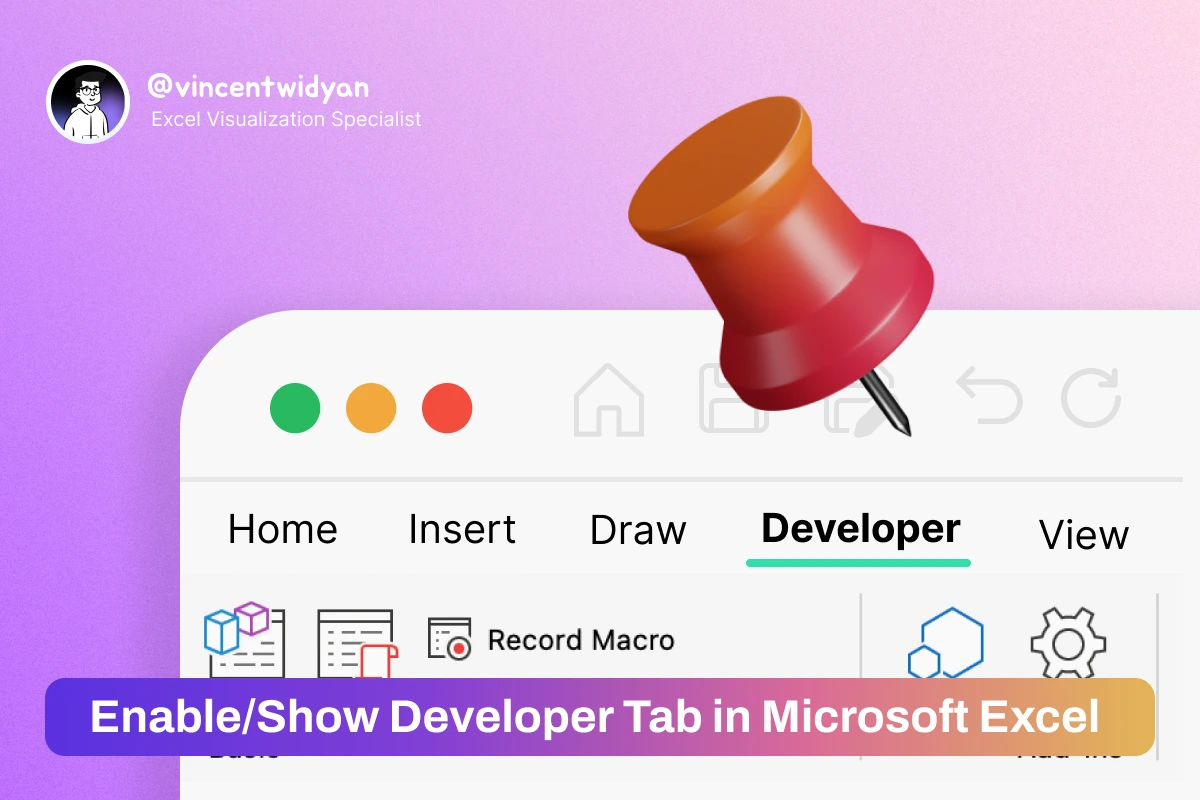 @vincentwidyan
Excel Visualization Specialist
Home Insert Draw Developer View
Record Macro
Enable/Show Developer Tab in Microsoft Excel